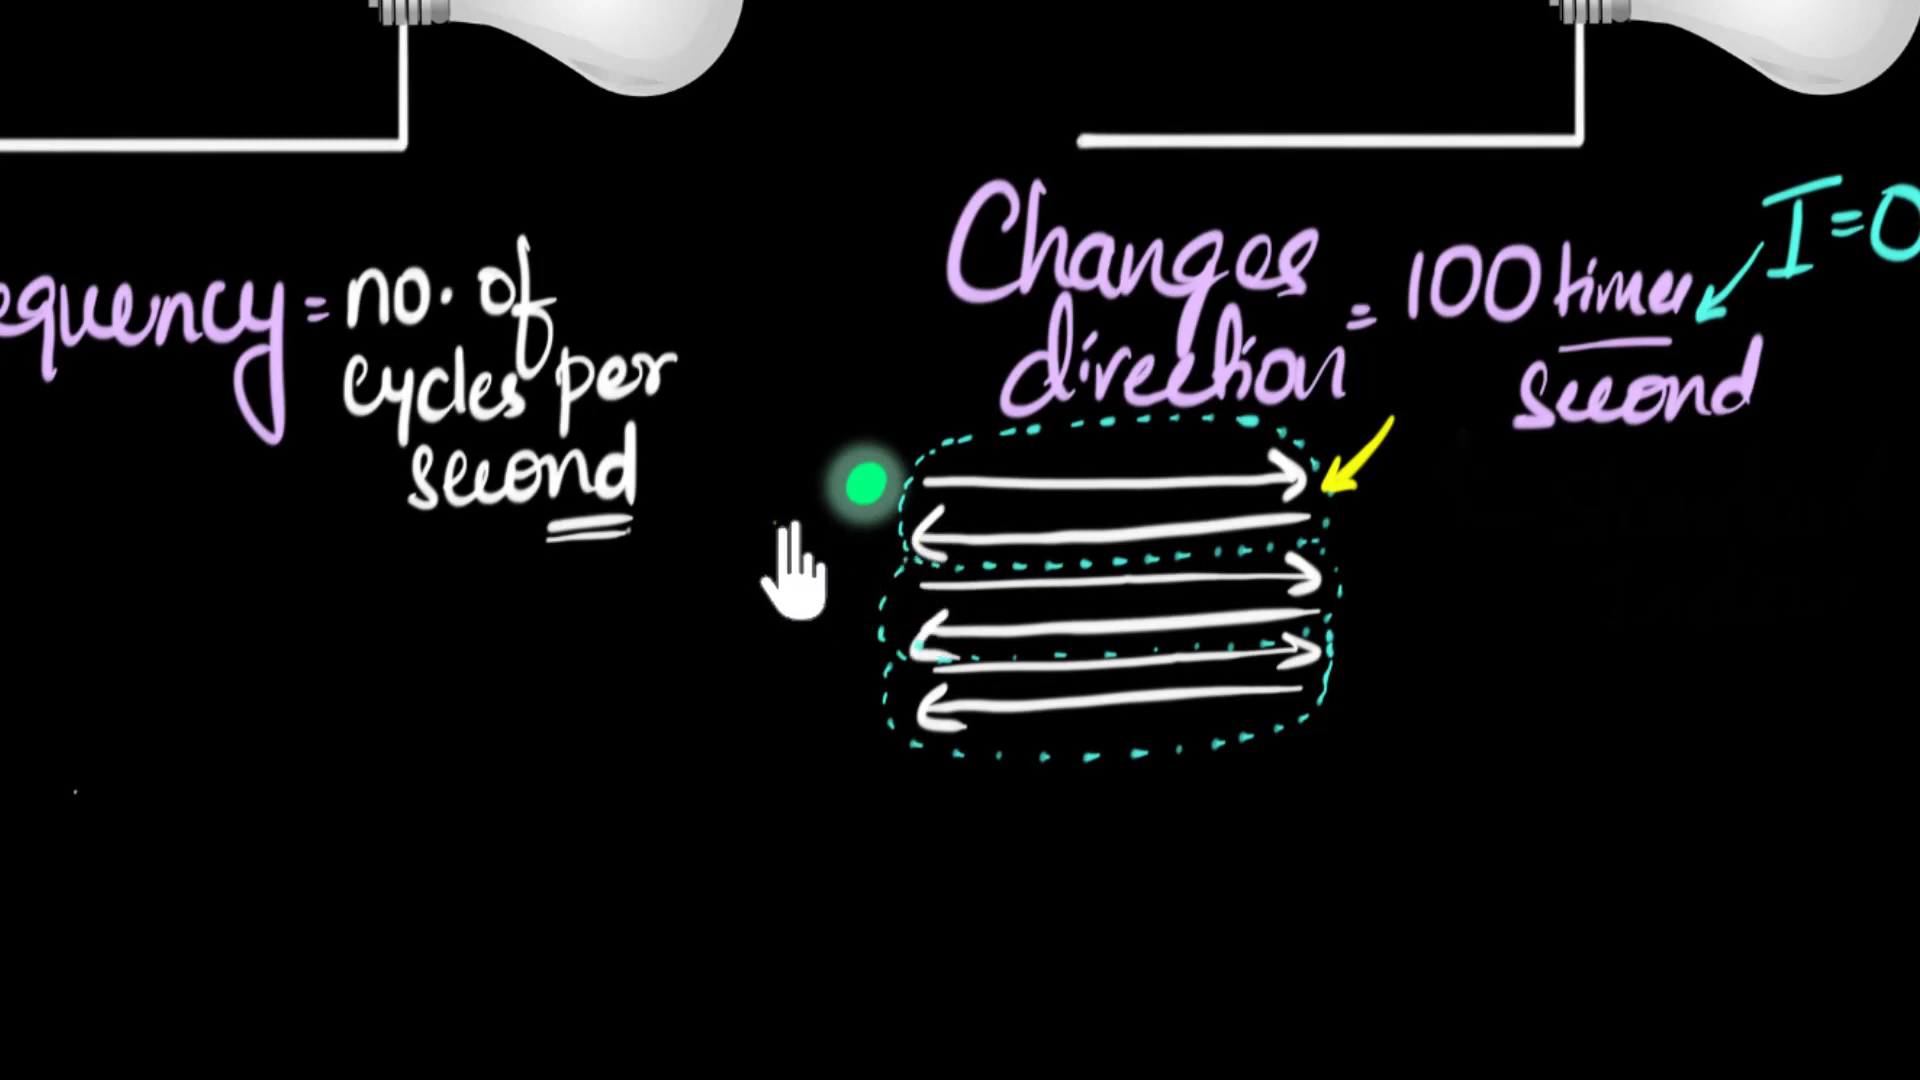 equency = no. of
cycles per
second
Changes
direction = 100 times
second
I=0